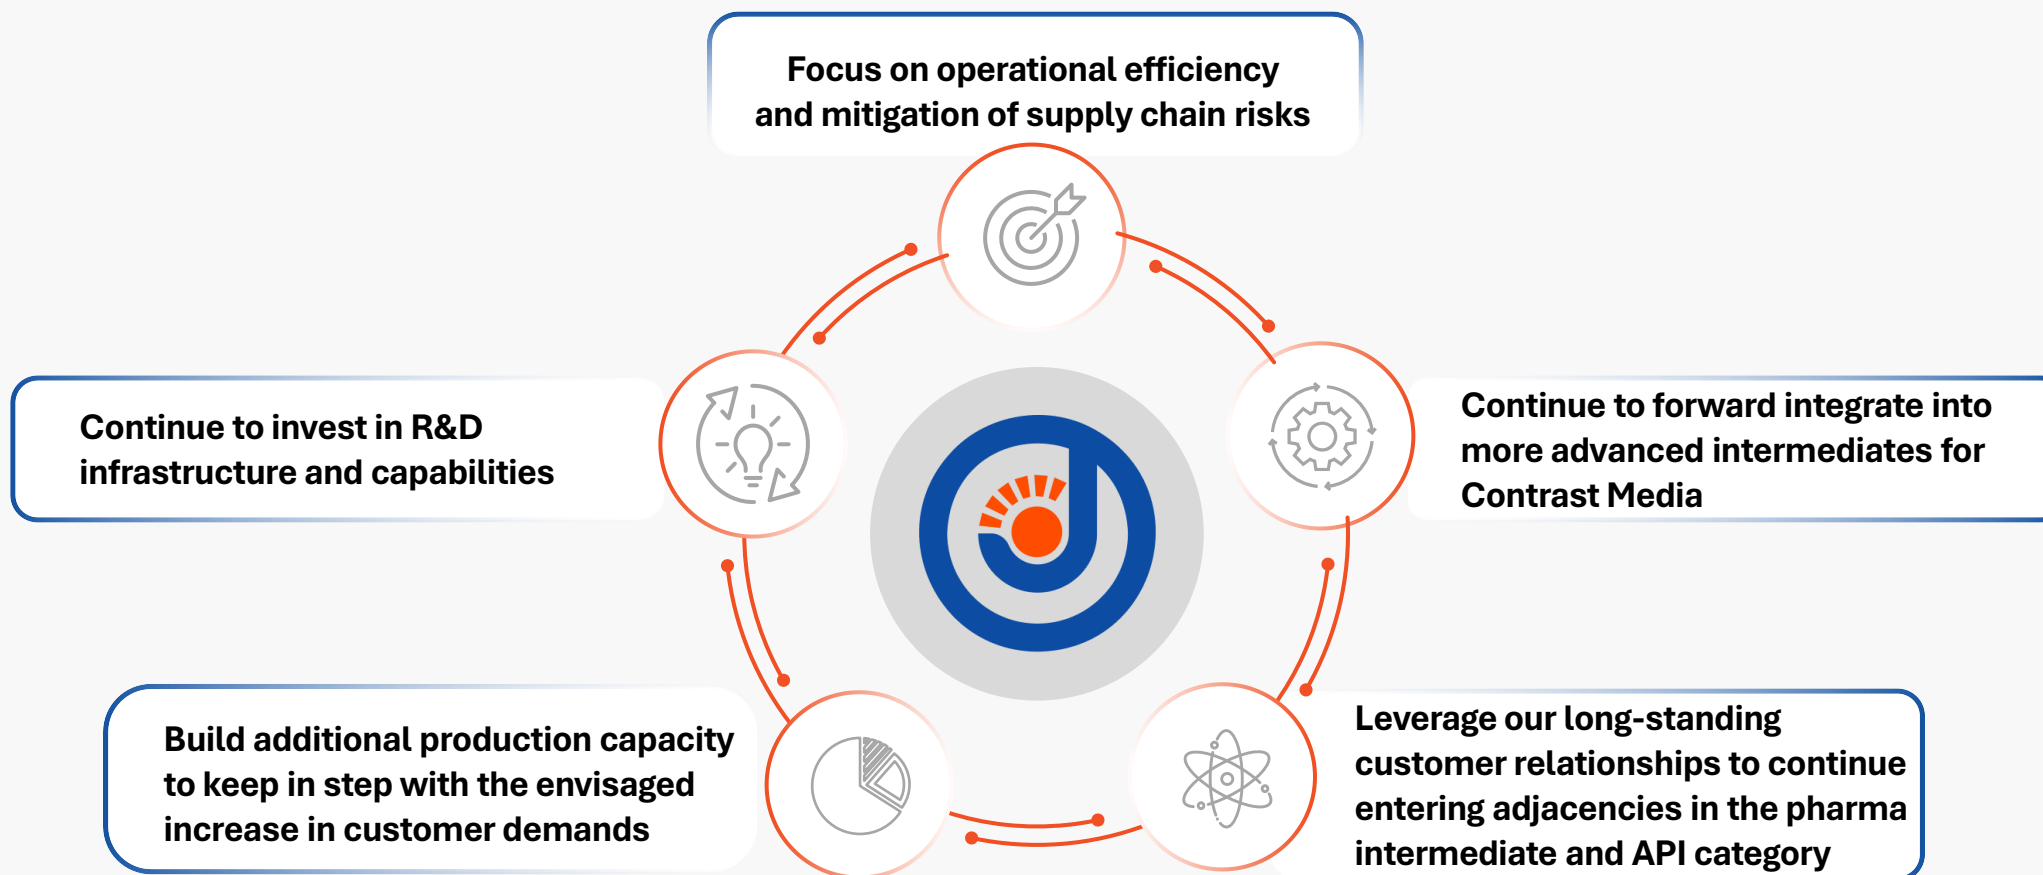 Focus on operational efficiency
and mitigation of supply chain risks
Continue to invest in R&D
infrastructure and capabilities
Continue to forward integrate into
more advanced intermediates for
Contrast Media
Build additional production capacity
to keep in step with the envisaged
increase in customer demands
Leverage our long-standing
customer relationships to continue
entering adjacencies in the pharma
intermediate and API category